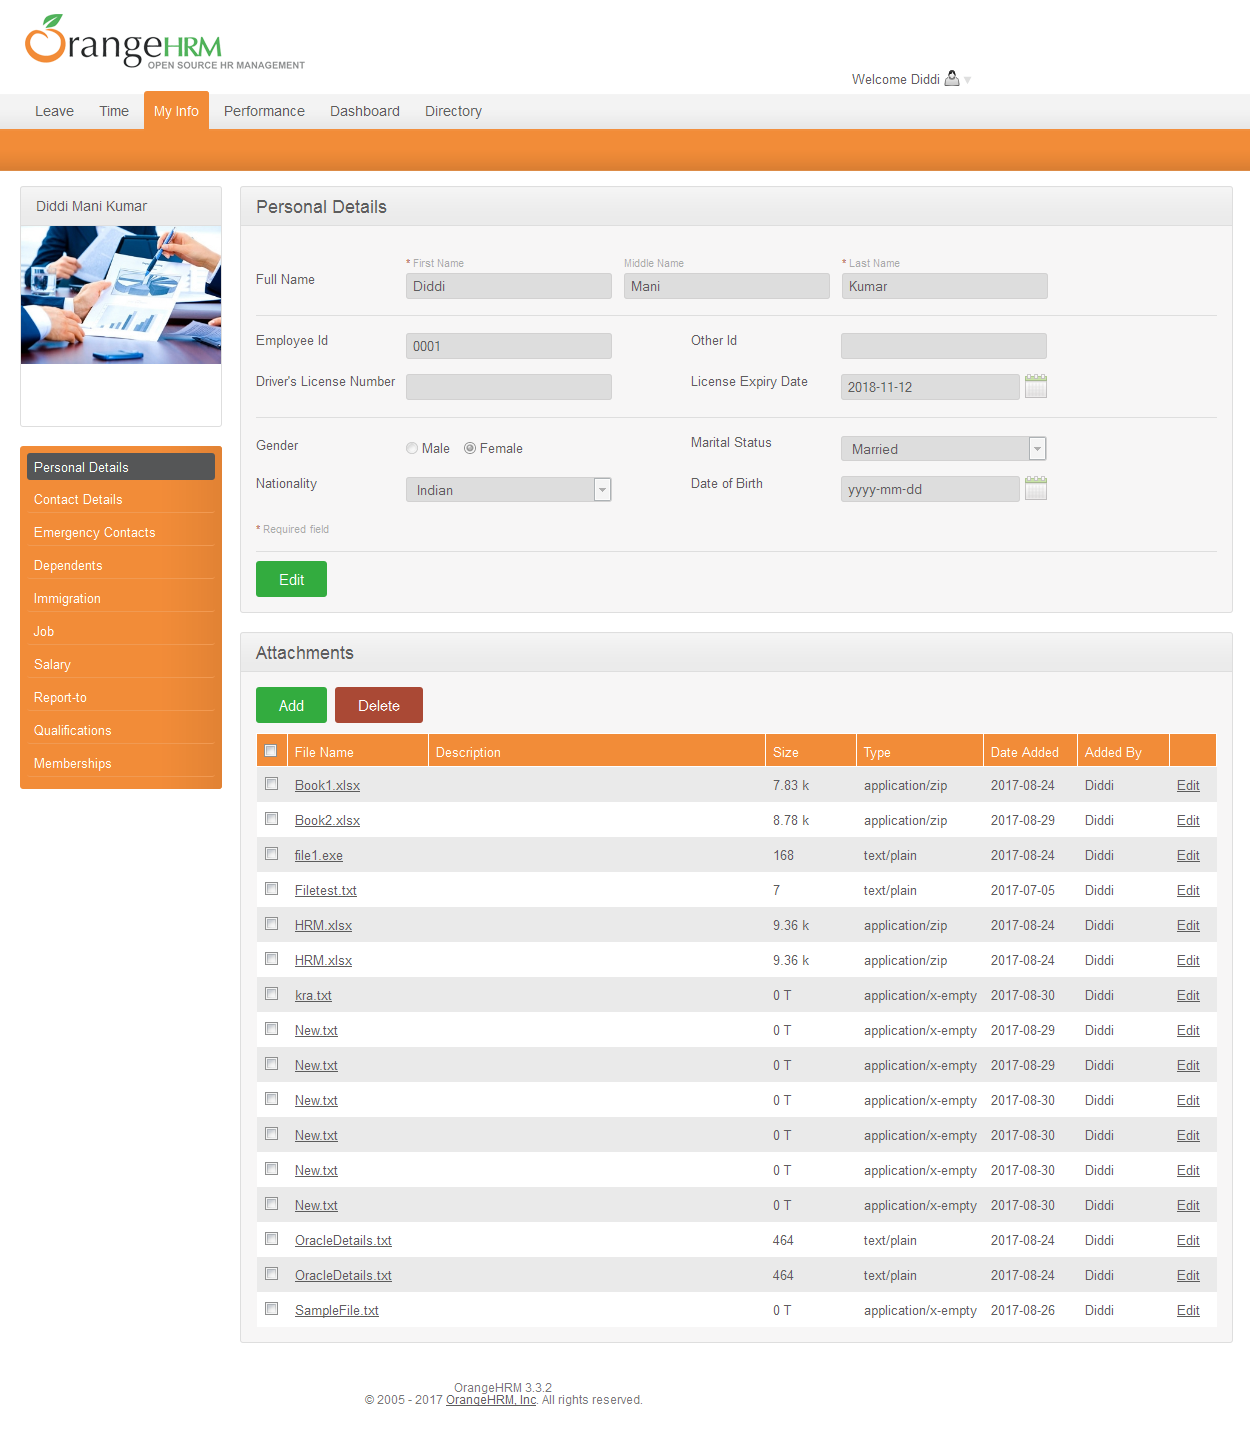 OrangeHRM
OPEN SOURCE HR MANAGEMENT
Welcome Diddi
Leave Time My Info Performance Dashboard Directory
Diddi Mani Kumar
Personal Details
Contact Details
Emergency Contacts
Dependents
Immigration
Job
Salary
Report-to
Qualifications
Memberships
Personal Details
* First Name Middle Name * Last Name
Full Name Diddi Mani Kumar
Employee Id 0001 Other Id
Driver's License Number License Expiry Date 2018-11-12
Gender Male Female Marital Status Married
Nationality Indian Date of Birth yyyy-mm-dd
* Required field
Edit
Attachments
Add Delete
File Name Description Size Type Date Added Added By
Book1.xlsx 7.83 k application/zip 2017-08-24 Diddi Edit
Book2.xlsx 8.78 k application/zip 2017-08-29 Diddi Edit
file1.exe 168 text/plain 2017-08-24 Diddi Edit
Filetest.txt 7 text/plain 2017-07-05 Diddi Edit
HRM.xlsx 9.36 k application/zip 2017-08-24 Diddi Edit
HRM.xlsx 9.36 k application/zip 2017-08-24 Diddi Edit
kra.txt 0 T application/x-empty 2017-08-30 Diddi Edit
New.txt 0 T application/x-empty 2017-08-29 Diddi Edit
New.txt 0 T application/x-empty 2017-08-29 Diddi Edit
New.txt 0 T application/x-empty 2017-08-30 Diddi Edit
New.txt 0 T application/x-empty 2017-08-30 Diddi Edit
New.txt 0 T application/x-empty 2017-08-30 Diddi Edit
New.txt 0 T application/x-empty 2017-08-30 Diddi Edit
OracleDetails.txt 464 text/plain 2017-08-24 Diddi Edit
OracleDetails.txt 464 text/plain 2017-08-24 Diddi Edit
SampleFile.txt 0 T application/x-empty 2017-08-26 Diddi Edit
OrangeHRM 3.3.2
© 2005 - 2017 OrangeHRM, Inc. All rights reserved.